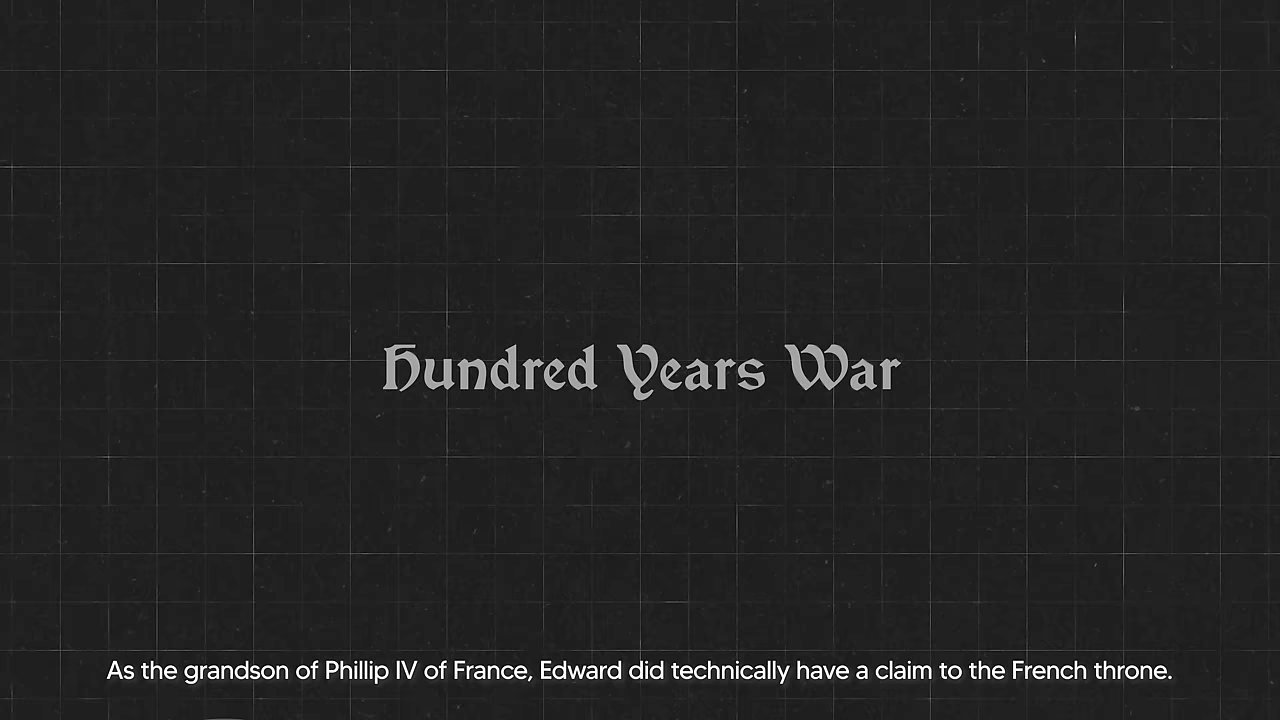 Hundred Years War
As the grandson of Phillip IV of France, Edward did technically have a claim to the French throne.